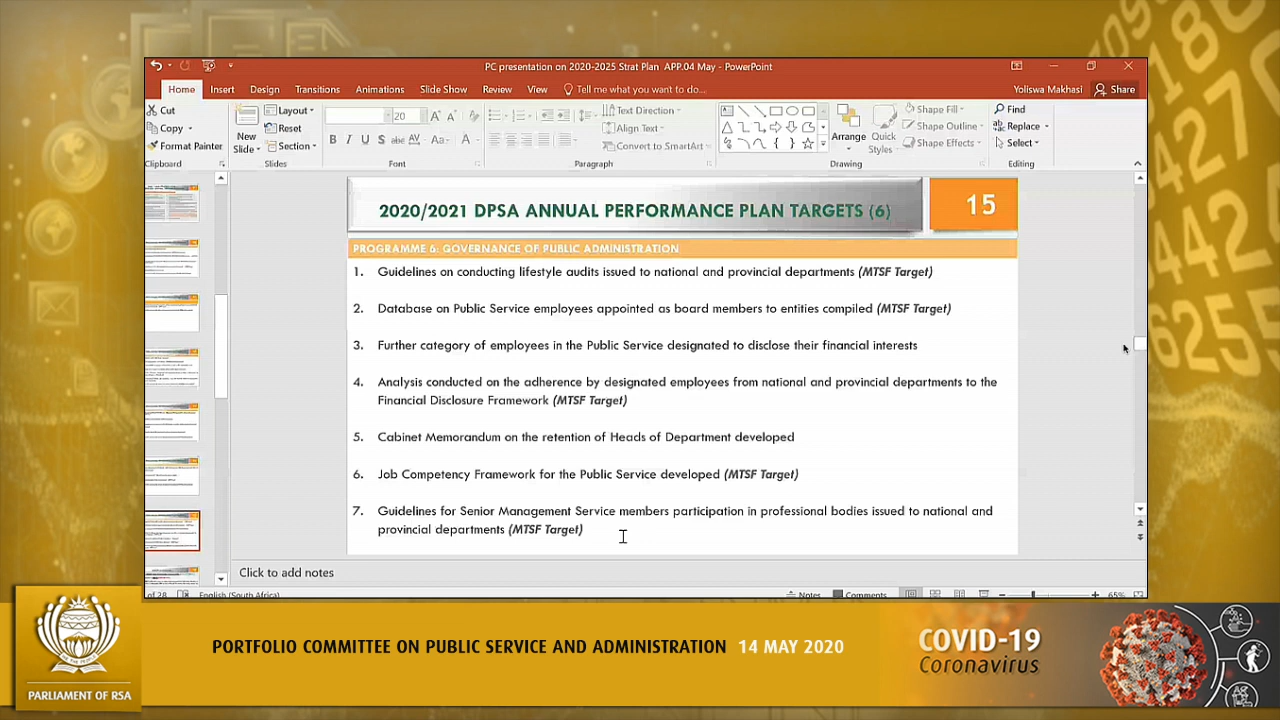 PC presentation on 2020-2025 Strat Plan APP.04 May - PowerPoint
Home Insert Design Transitions Animations Slide Show Review View Tell me what you want to do...
Yoliswa Makhasi Share
Cut
Copy
Format Painter
Clipboard
New Slide
Layout
Reset
Section
Slides
20
B I U S abc AV Aa A
Font
Text Direction
Align Text
Convert to SmartArt
Paragraph
Arrange
Quick Styles
Shape Fill
Shape Outline
Shape Effects
Drawing
Find
Replace
Select
Editing
2020/2021 DPSA ANNUAL PERFORMANCE PLAN TARGETS (6)
15
PROGRAMME 6: GOVERNANCE OF PUBLIC ADMINISTRATION
Guidelines on conducting lifestyle audits issued to national and provincial departments (MTSF Target)
2. Database on Public Service employees appointed as board members to entities compiled (MTSF Target)
3. Further category of employees in the Public Service designated to disclose their financial interests
Analysis conducted on the adherence by designated employees from national and provincial departments to the
Financial Disclosure Framework (MTSF Target)
5. Cabinet Memorandum on the retention of Heads of Department developed
6. Job Competency Framework for the Public Service developed (MTSF Target)
7. Guidelines for Senior Management Service members participation in professional bodies issued to national and
provincial departments (MTSF Target)
Click to add notes
of 28 English (South Africa)
Notes Comments 65%
PORTFOLIO COMMITTEE ON PUBLIC SERVICE AND ADMINISTRATION 14 MAY 2020
COVID-19
Coronavirus
PARLIAMENT OF RSA